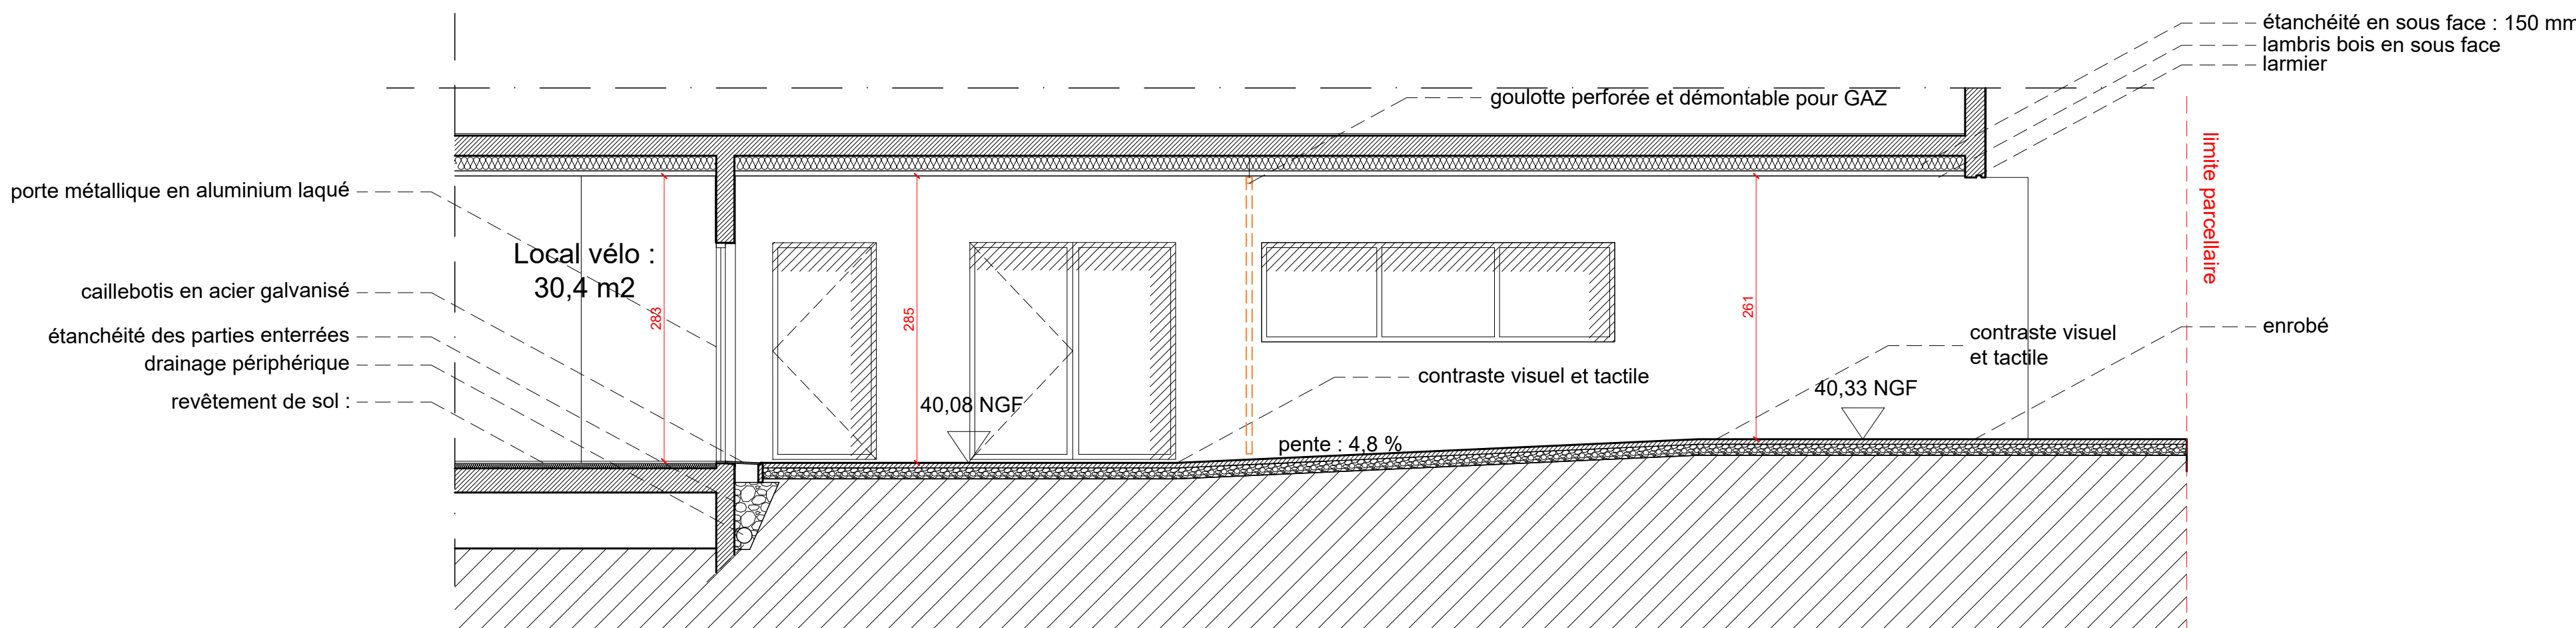 étanchéité en sous face : 150 mm
lambris bois en sous face
larmier
goulotte perforée et démontable pour GAZ
limite parcellaire
porte métallique en aluminium laqué
Local vélo :
30,4 m2
caillebotis en acier galvanisé
283
285
261
étanchéité des parties enterrées
drainage périphérique
revêtement de sol :
contraste visuel
et tactile
enrobé
contraste visuel et tactile
40,08 NGF
40,33 NGF
pente : 4,8 %